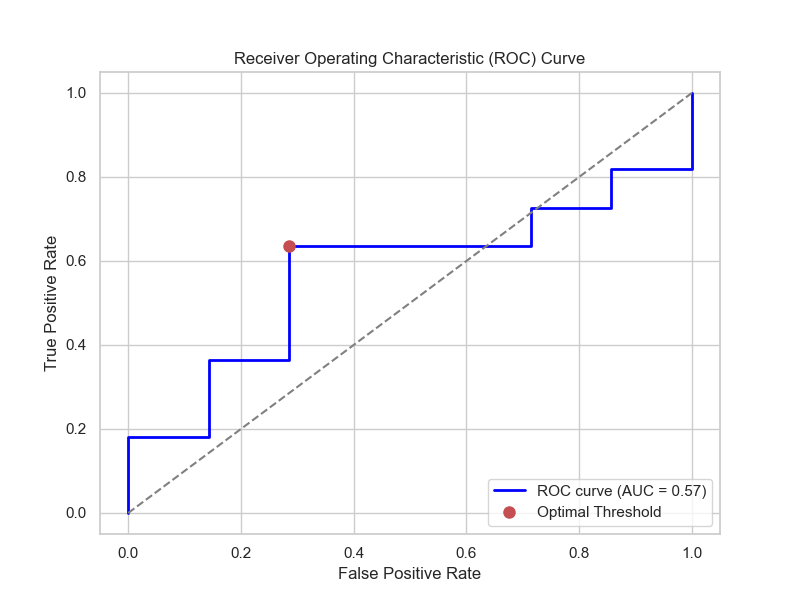 Receiver Operating Characteristic (ROC) Curve
True Positive Rate
1.0
0.8
0.6
0.4
0.2
0.0
ROC curve (AUC = 0.57)
Optimal Threshold
0.0 0.2 0.4 0.6 0.8 1.0
False Positive Rate